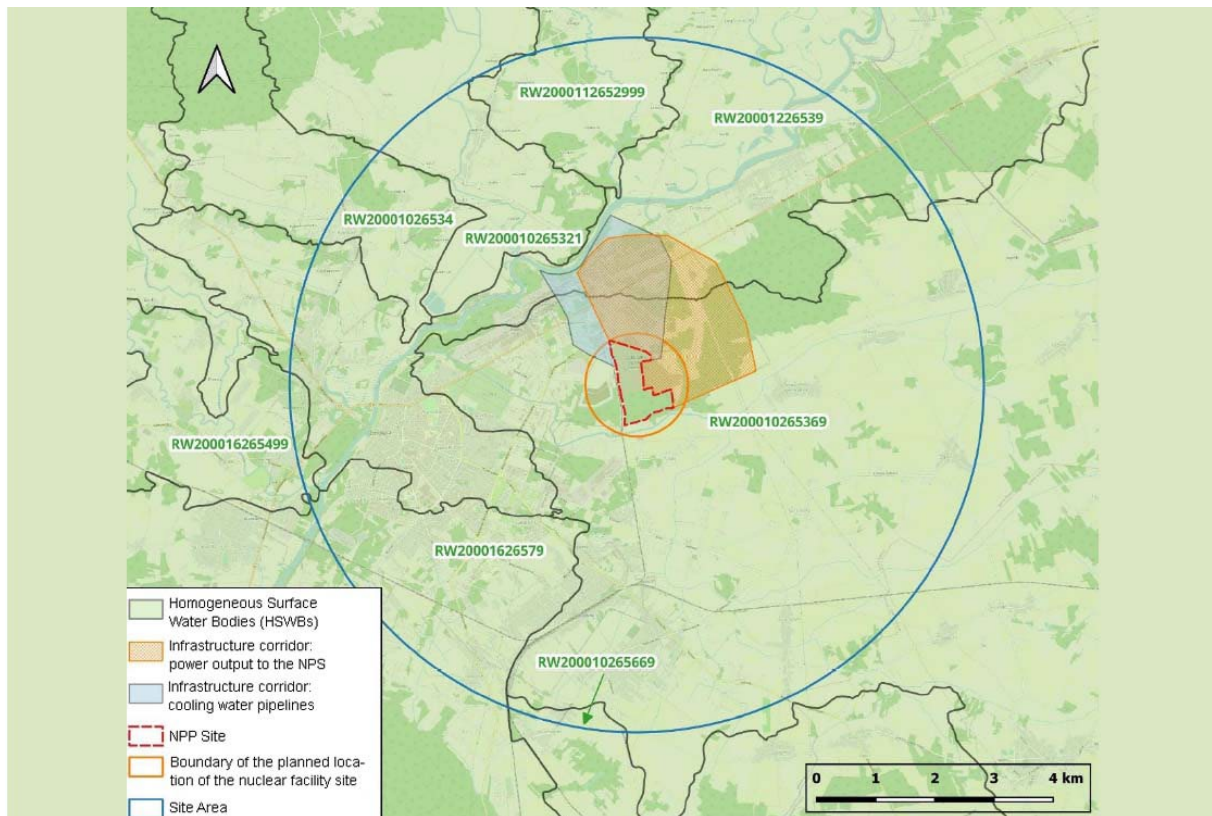 RW2000112652999
RW20001226539
RW20001026534
RW200010265321
RW200010265369
RW200016265499
RW20001626579
RW200010265669
Homogeneous Surface
Water Bodies (HSWBs)
Infrastructure corridor:
power output to the NPS
Infrastructure corridor:
cooling water pipelines
NPP Site
Boundary of the planned loca-
tion of the nuclear facility site
Site Area
0 1 2 3 4 km